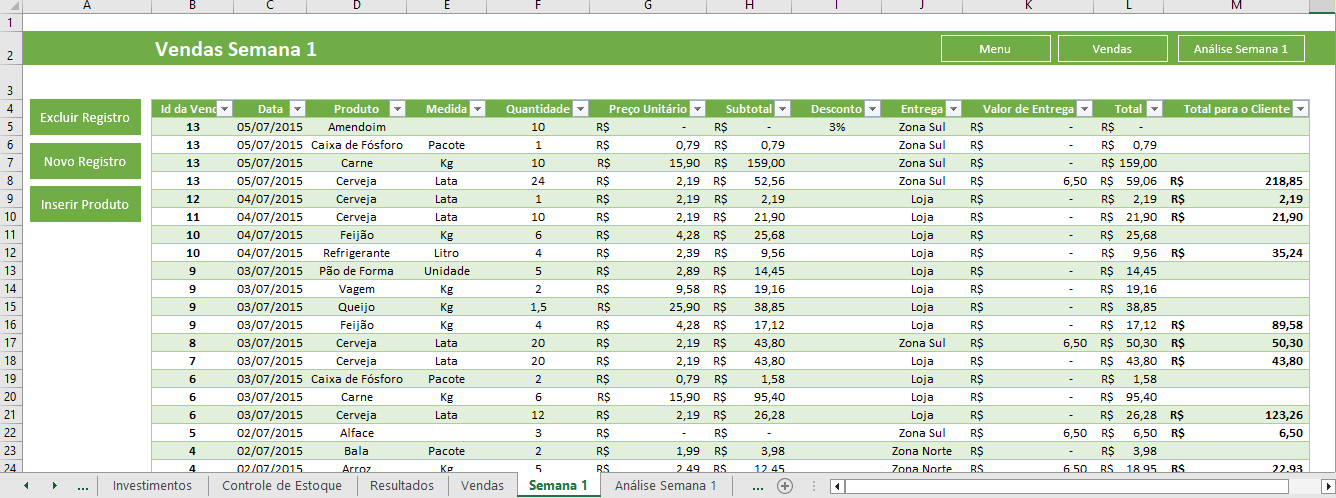 A B C D E F G H I J K L M
1
2 Vendas Semana 1 Menu Vendas Análise Semana 1
3
4 Id da Venc Data Produto Medida Quantidade Preço Unitário Subtotal Desconto Entrega Valor de Entrega Total Total para o Cliente
Excluir Registro
5 13 05/07/2015 Amendoim 10 R$ - R$ - 3% Zona Sul R$ - R$ -
6 13 05/07/2015 Caixa de Fósforo Pacote 1 R$ 0,79 R$ 0,79 Zona Sul R$ - R$ 0,79
Novo Registro
7 13 05/07/2015 Carne Kg 10 R$ 15,90 R$ 159,00 Zona Sul R$ - R$ 159,00
8 13 05/07/2015 Cerveja Lata 24 R$ 2,19 R$ 52,56 Zona Sul R$ 6,50 R$ 59,06 R$ 218,85
Inserir Produto
9 12 04/07/2015 Cerveja Lata 1 R$ 2,19 R$ 2,19 Loja R$ - R$ 2,19 R$ 2,19
10 11 04/07/2015 Cerveja Lata 10 R$ 2,19 R$ 21,90 Loja R$ - R$ 21,90 R$ 21,90
11 10 04/07/2015 Feijão Kg 6 R$ 4,28 R$ 25,68 Loja R$ - R$ 25,68
12 10 04/07/2015 Refrigerante Litro 4 R$ 2,39 R$ 9,56 Loja R$ - R$ 9,56 R$ 35,24
13 9 03/07/2015 Pão de Forma Unidade 5 R$ 2,89 R$ 14,45 Loja R$ - R$ 14,45
14 9 03/07/2015 Vagem Kg 2 R$ 9,58 R$ 19,16 Loja R$ - R$ 19,16
15 9 03/07/2015 Queijo Kg 1,5 R$ 25,90 R$ 38,85 Loja R$ - R$ 38,85
16 9 03/07/2015 Feijão Kg 4 R$ 4,28 R$ 17,12 Loja R$ - R$ 17,12 R$ 89,58
17 8 03/07/2015 Cerveja Lata 20 R$ 2,19 R$ 43,80 Zona Sul R$ 6,50 R$ 50,30 R$ 50,30
18 7 03/07/2015 Cerveja Lata 20 R$ 2,19 R$ 43,80 Loja R$ - R$ 43,80 R$ 43,80
19 6 03/07/2015 Caixa de Fósforo Pacote 2 R$ 0,79 R$ 1,58 Loja R$ - R$ 1,58
20 6 03/07/2015 Carne Kg 6 R$ 15,90 R$ 95,40 Loja R$ - R$ 95,40
21 6 03/07/2015 Cerveja Lata 12 R$ 2,19 R$ 26,28 Loja R$ - R$ 26,28 R$ 123,26
22 5 02/07/2015 Alface 3 R$ - R$ - Zona Sul R$ 6,50 R$ 6,50 R$ 6,50
23 4 02/07/2015 Bala Pacote 2 R$ 1,99 R$ 3,98 Zona Norte R$ - R$ 3,98
24 4 02/07/2015 Arroz Kg 5 R$ 2,49 R$ 12,45 Zona Norte R$ 6,50 R$ 18,95 R$ 22,93
... Investimentos Controle de Estoque Resultados Vendas Semana 1 Análise Semana 1 ...